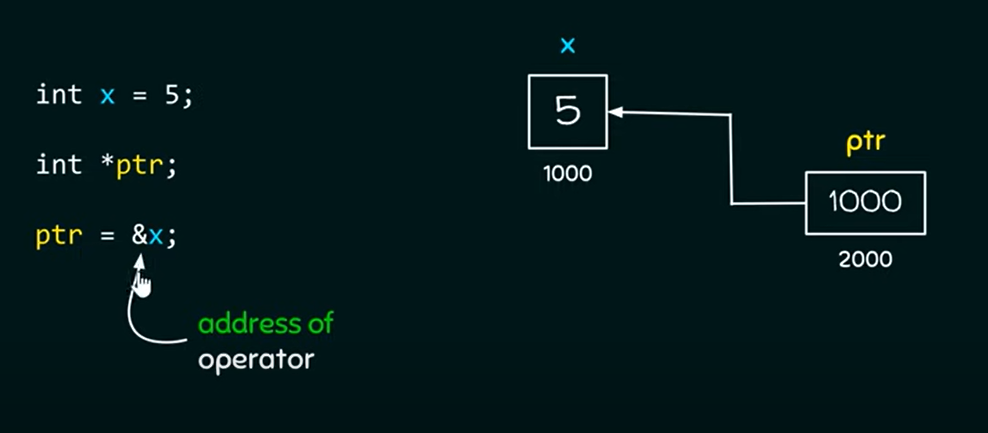 int x = 5;
int *ptr;
ptr = &x;
address of
operator
x
5
1000
ptr
1000
2000